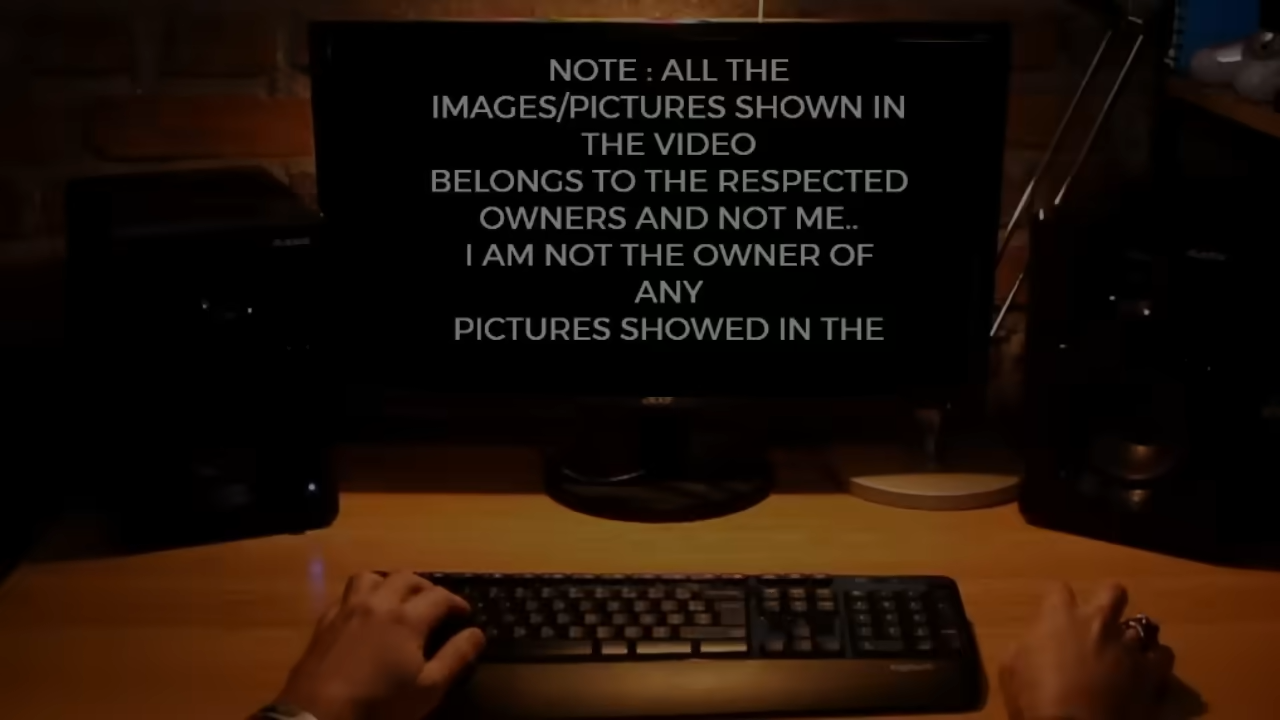 NOTE : ALL THE
IMAGES/PICTURES SHOWN IN
THE VIDEO
BELONGS TO THE RESPECTED
OWNERS AND NOT ME..
I AM NOT THE OWNER OF
ANY
PICTURES SHOWED IN THE